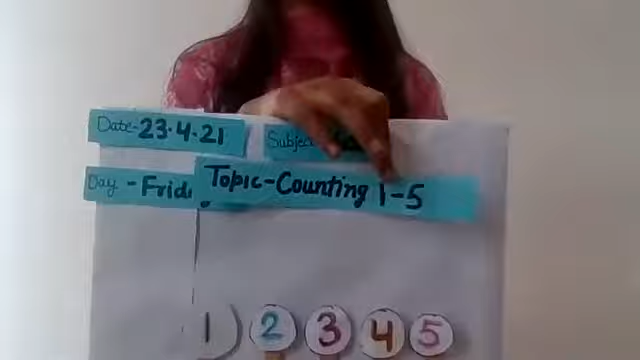 Date-23.4.21
Subject
Day - Frid
Topic-Counting 1-5
1 2 3 4 5